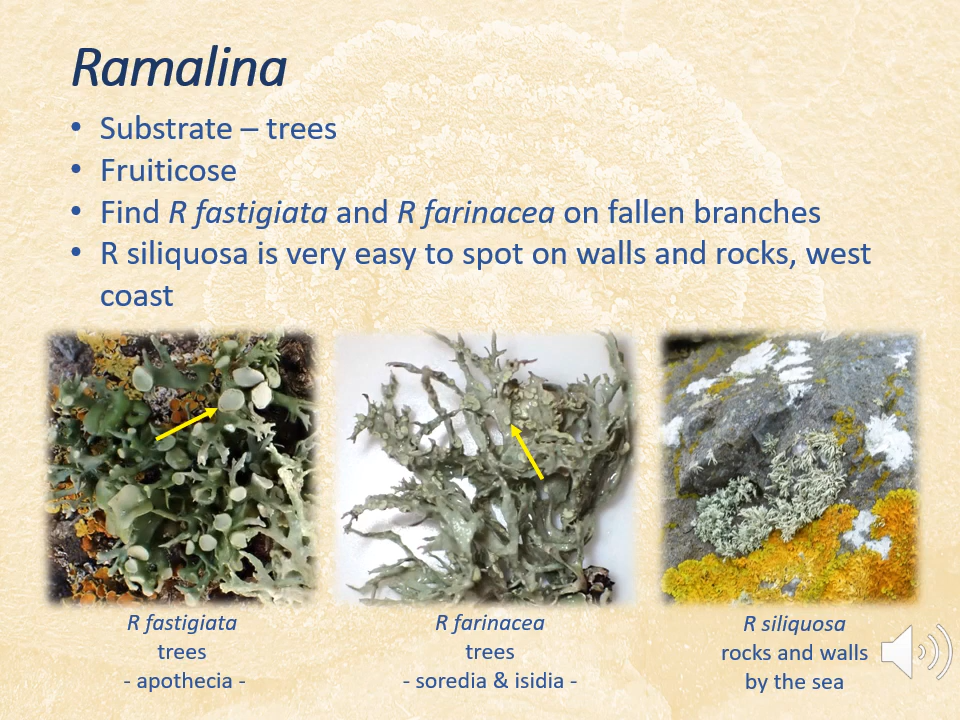 Ramalina
• Substrate – trees
• Fruiticose
• Find R fastigiata and R farinacea on fallen branches
• R siliquosa is very easy to spot on walls and rocks, west
coast
R fastigiata
trees
- apothecia -
R farinacea
trees
- soredia & isidia -
R siliquosa
rocks and walls
by the sea